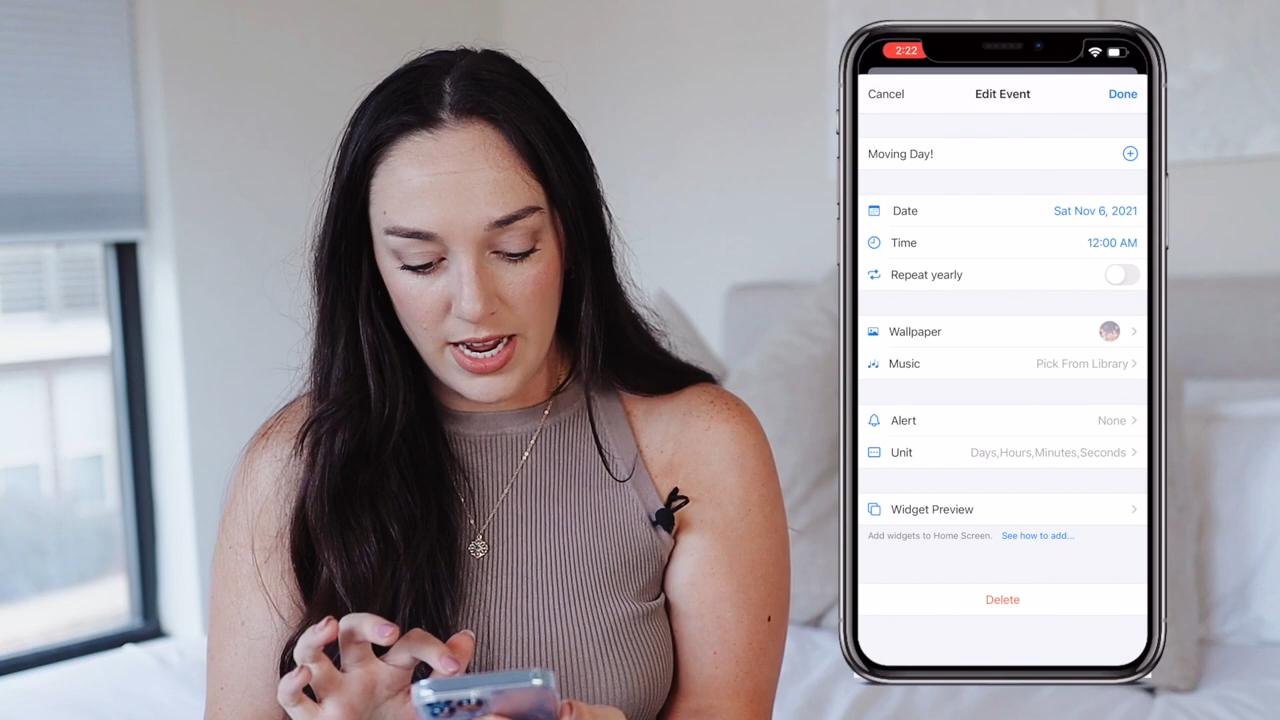 2:22
Cancel Edit Event Done
Moving Day!
Date Sat Nov 6, 2021
Time 12:00 AM
Repeat yearly
Wallpaper
Music Pick From Library
Alert None
Unit Days,Hours,Minutes,Seconds
Widget Preview
Add widgets to Home Screen. See how to add...
Delete